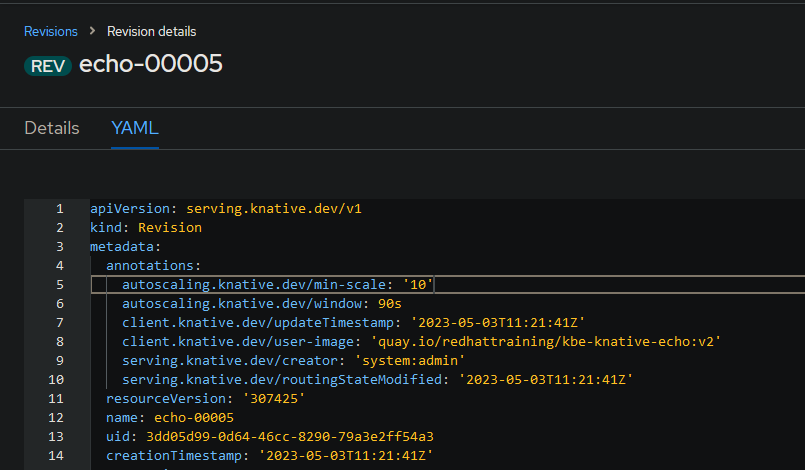 Revisions > Revision details
REV echo-00005
Details YAML
1 apiVersion: serving.knative.dev/v1
2 kind: Revision
3 metadata:
4 annotations:
5 autoscaling.knative.dev/min-scale: '10'
6 autoscaling.knative.dev/window: 90s
7 client.knative.dev/updateTimestamp: '2023-05-03T11:21:41Z'
8 client.knative.dev/user-image: 'quay.io/redhattraining/kbe-knative-echo:v2'
9 serving.knative.dev/creator: 'system:admin'
10 serving.knative.dev/routingStateModified: '2023-05-03T11:21:41Z'
11 resourceVersion: '307425'
12 name: echo-00005
13 uid: 3dd05d99-0d64-46cc-8290-79a3e2ff54a3
14 creationTimestamp: '2023-05-03T11:21:41Z'